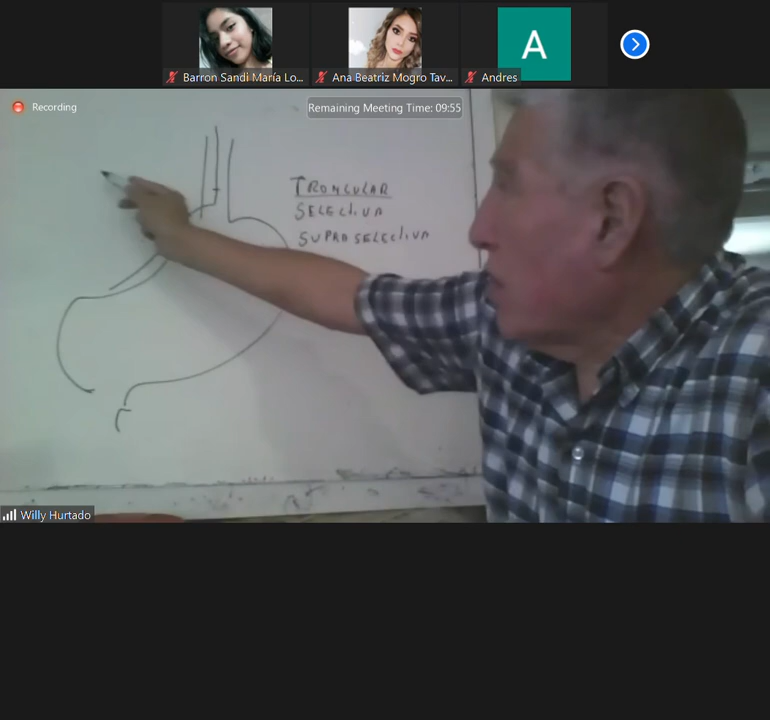 Barron Sandi María Lo...
Ana Beatriz Mogro Tav...
A
Andres
Recording
Remaining Meeting Time: 09:55
TRONCULAR
SELECTIVA
SUPRASELECTIVA
Willy Hurtado